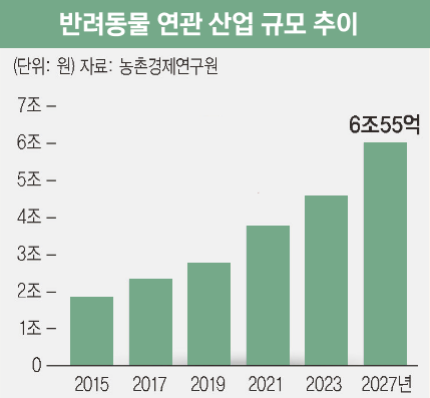 반려동물 연관 산업 규모 추이
(단위: 원) 자료: 농촌경제연구원
7조
6조55억
6조
5조
4조
3조
2조
1조
0
2015 2017 2019 2021 2023 2027년